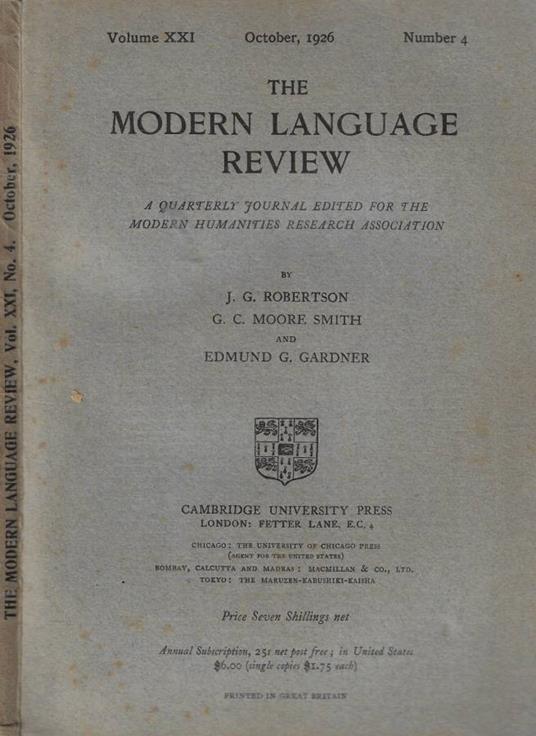 THE MODERN LANGUAGE REVIEW, Vol. XXI, No. 4. October, 1926
Volume XXI October, 1926 Number 4
THE
MODERN LANGUAGE
REVIEW
A QUARTERLY JOURNAL EDITED FOR THE
MODERN HUMANITIES RESEARCH ASSOCIATION
BY
J. G. ROBERTSON
G. C. MOORE SMITH
AND
EDMUND G. GARDNER
CAMBRIDGE UNIVERSITY PRESS
LONDON: FETTER LANE, E.C. 4
CHICAGO: THE UNIVERSITY OF CHICAGO PRESS
(AGENT FOR THE UNITED STATES)
BOMBAY, CALCUTTA AND MADRAS: MACMILLAN & CO., LTD.
TOKYO: THE MARUZEN-KABUSHIKI-KAISHA
Price Seven Shillings net
Annual Subscription, 25s net post free; in United States
$6.00 (single copies $1.75 each)
PRINTED IN GREAT BRITAIN